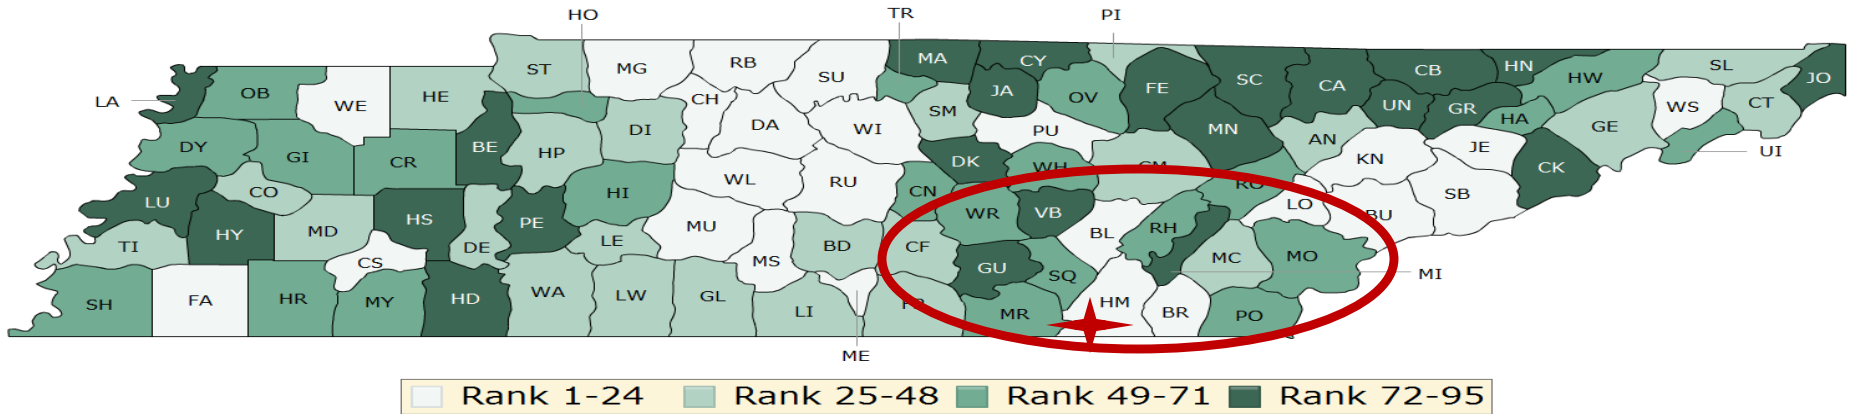 HO TR PI
MA CY
ST MG RB SU HN
SC CB HW SL JO
LA OB WE HE CH JA OV FE CA UN GR WS CT
SM HA
DI DA WI PU MN GE
DY GI CR BE HP AN KN JE UI
DK WH CM CK
LU CO HI WL RU CN RO SB
HY MD HS PE WR VB LO BU
TI DE LE MU BD CF BL RH
CS MS GU SQ MC MO MI
SH FA HR MY HD WA LW GL LI FR MR HM BR PO
ME
Rank 1-24 Rank 25-48 Rank 49-71 Rank 72-95